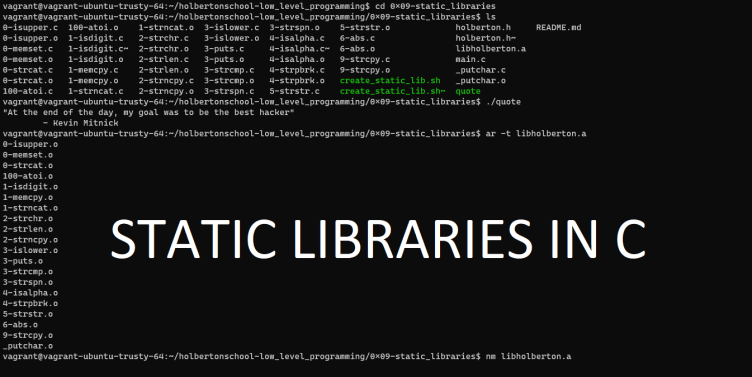 vagrant@vagrant-ubuntu-trusty-64:~/holbertonschool-low_level_programming$ cd 0x09-static_libraries
vagrant@vagrant-ubuntu-trusty-64:~/holbertonschool-low_level_programming/0x09-static_libraries$ ls
0-isupper.c 100-atoi.o 1-strncat.o 3-islower.c 3-strspn.o 5-strstr.o holberton.h README.md
0-isupper.o 1-isdigit.c 2-strchr.c 3-islower.o 4-isalpha.c 6-abs.c holberton.h~
0-memset.c 1-isdigit.c~ 2-strchr.o 3-puts.c 4-isalpha.c~ 6-abs.o libholberton.a
0-memset.o 1-isdigit.o 2-strlen.c 3-puts.o 4-isalpha.o 9-strcpy.c main.c
0-strcat.c 1-memcpy.c 2-strlen.o 3-strcmp.c 4-strpbrk.c 9-strcpy.o _putchar.c
0-strcat.o 1-memcpy.o 2-strncpy.c 3-strcmp.o 4-strpbrk.o create_static_lib.sh _putchar.o
100-atoi.c 1-strncat.c 2-strncpy.o 3-strspn.c 5-strstr.c create_static_lib.sh~ quote
vagrant@vagrant-ubuntu-trusty-64:~/holbertonschool-low_level_programming/0x09-static_libraries$ ./quote
"At the end of the day, my goal was to be the best hacker"
- Kevin Mitnick
vagrant@vagrant-ubuntu-trusty-64:~/holbertonschool-low_level_programming/0x09-static_libraries$ ar -t libholberton.a
0-isupper.o
0-memset.o
0-strcat.o
100-atoi.o
1-isdigit.o
1-memcpy.o
1-strncat.o
2-strchr.o
2-strlen.o
2-strncpy.o
3-islower.o
3-puts.o
3-strcmp.o
3-strspn.o
4-isalpha.o
4-strpbrk.o
5-strstr.o
6-abs.o
9-strcpy.o
_putchar.o
STATIC LIBRARIES IN C
vagrant@vagrant-ubuntu-trusty-64:~/holbertonschool-low_level_programming/0x09-static_libraries$ nm libholberton.a